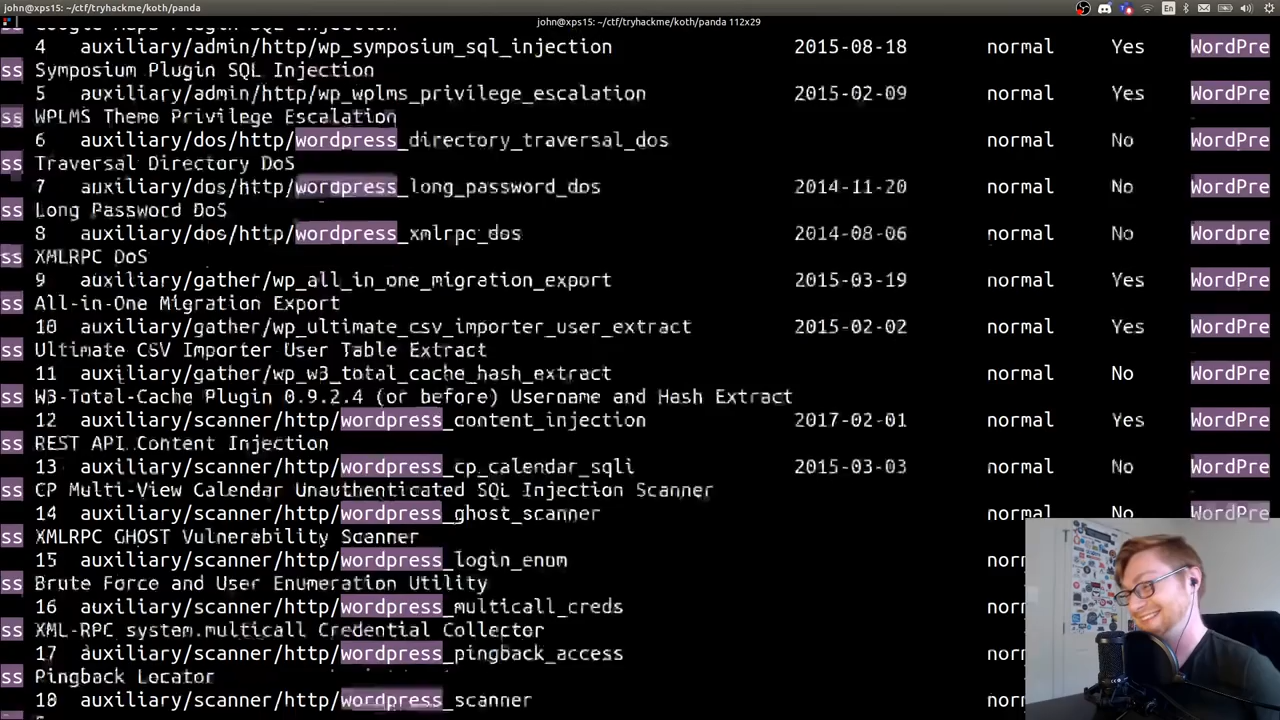 john@xps15: ~/ctf/tryhackme/koth/panda
En
john@xps15: ~/ctf/tryhackme/koth/panda 112x29
4 auxiliary/admin/http/wp_symposium_sql_injection 2015-08-18 normal Yes WordPre
ss Symposium Plugin SQL Injection
5 auxiliary/admin/http/wp_wplms_privilege_escalation 2015-02-09 normal Yes WordPre
ss WPLMS Theme Privilege Escalation
6 auxiliary/dos/http/wordpress_directory_traversal_dos normal No WordPre
ss Traversal Directory DoS
7 auxiliary/dos/http/wordpress_long_password_dos 2014-11-20 normal No WordPre
ss Long Password DoS
8 auxiliary/dos/http/wordpress_xmlrpc_dos 2014-08-06 normal No Wordpre
ss XMLRPC DoS
9 auxiliary/gather/wp_all_in_one_migration_export 2015-03-19 normal Yes WordPre
ss All-in-One Migration Export
10 auxiliary/gather/wp_ultimate_csv_importer_user_extract 2015-02-02 normal Yes WordPre
ss Ultimate CSV Importer User Table Extract
11 auxiliary/gather/wp_w3_total_cache_hash_extract normal No WordPre
ss W3-Total-Cache Plugin 0.9.2.4 (or before) Username and Hash Extract
12 auxiliary/scanner/http/wordpress_content_injection 2017-02-01 normal Yes WordPre
ss REST API Content Injection
13 auxiliary/scanner/http/wordpress_cp_calendar_sqli 2015-03-03 normal No WordPre
ss CP Multi-View Calendar Unauthenticated SQL Injection Scanner
14 auxiliary/scanner/http/wordpress_ghost_scanner normal No WordPre
ss XMLRPC GHOST Vulnerability Scanner
15 auxiliary/scanner/http/wordpress_login_enum
ss Brute Force and User Enumeration Utility
16 auxiliary/scanner/http/wordpress_multicall_creds
ss XML-RPC system.multicall Credential Collector
17 auxiliary/scanner/http/wordpress_pingback_access
ss Pingback Locator
18 auxiliary/scanner/http/wordpress_scanner